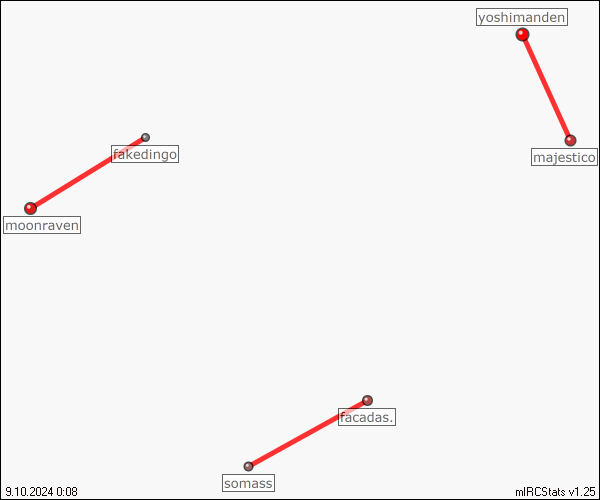 yoshimanden
fakedingo
majestico
moonraven
facadas.
somass
9.10.2024 0:08
mIRCStats v1.25